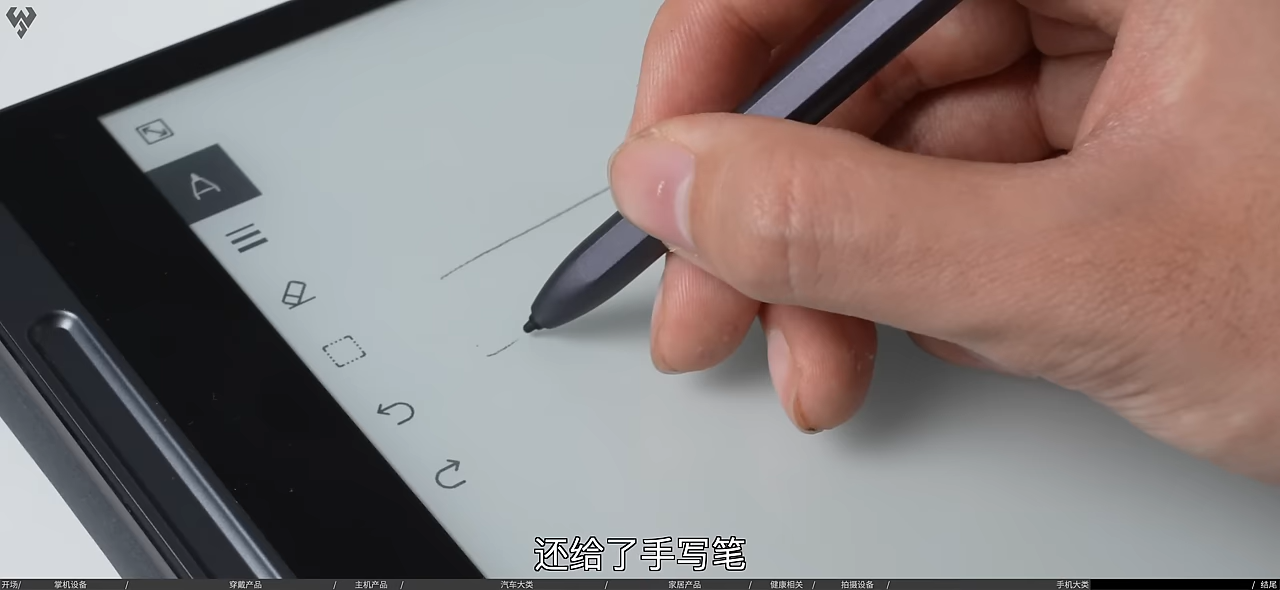 还给了手写笔
开场/ 掌机设备 / 穿戴产品 / 主机产品 / 汽车大类 / 家居产品 / 健康相关 / 拍摄设备 / 手机大类 / 结尾